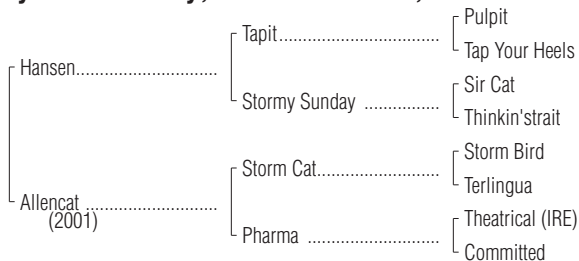 Pulpit
Tapit
Tap Your Heels
Hansen
Sir Cat
Stormy Sunday
Thinkin'strait
Storm Bird
Storm Cat
Terlingua
Allencat
(2001)
Theatrical (IRE)
Pharma
Committed